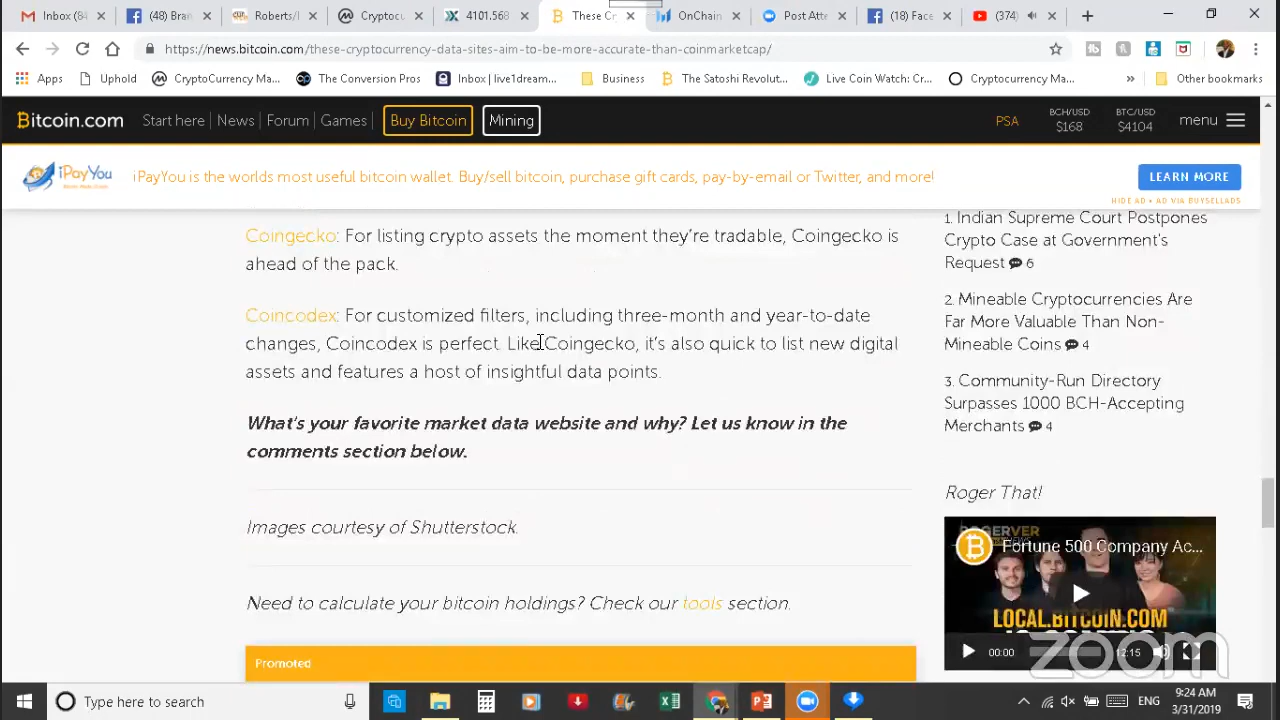 Inbox (84
(48) Bran
Roberts/I
Cryptocu
4101.568
These Cr
OnChain
Post Atte
(18) Face
(374)
https://news.bitcoin.com/these-cryptocurrency-data-sites-aim-to-be-more-accurate-than-coinmarketcap/
Apps
Uphold
CryptoCurrency Ma...
The Conversion Pros
Inbox | live1dream...
Business
The Satoshi Revolut...
Live Coin Watch: Cr...
Cryptocurrency Ma...
»
Other bookmarks
Bitcoin.com
Start here | News | Forum | Games |
Buy Bitcoin
Mining
PSA
BCH/USD
$168
BTC/USD
$4104
menu
iPayYou
iPayYou is the worlds most useful bitcoin wallet. Buy/sell bitcoin, purchase gift cards, pay-by-email or Twitter, and more!
LEARN MORE
HIDE AD • AD VIA BUYSELLADS
Coingecko: For listing crypto assets the moment they're tradable, Coingecko is
ahead of the pack.
Coincodex: For customized filters, including three-month and year-to-date
changes, Coincodex is perfect. Like Coingecko, it's also quick to list new digital
assets and features a host of insightful data points.
What's your favorite market data website and why? Let us know in the
comments section below.
Images courtesy of Shutterstock.
Need to calculate your bitcoin holdings? Check our tools section.
Promoted
1. Indian Supreme Court Postpones
Crypto Case at Government's
Request 6
2. Mineable Cryptocurrencies Are
Far More Valuable Than Non-
Mineable Coins 4
3. Community-Run Directory
Surpasses 1000 BCH-Accepting
Merchants 4
Roger That!
Fortune 500 Company Ac...
LOCAL.BITCOIN.COM
00:00
12:15
zoom
Type here to search
ENG
9:24 AM
3/31/2019